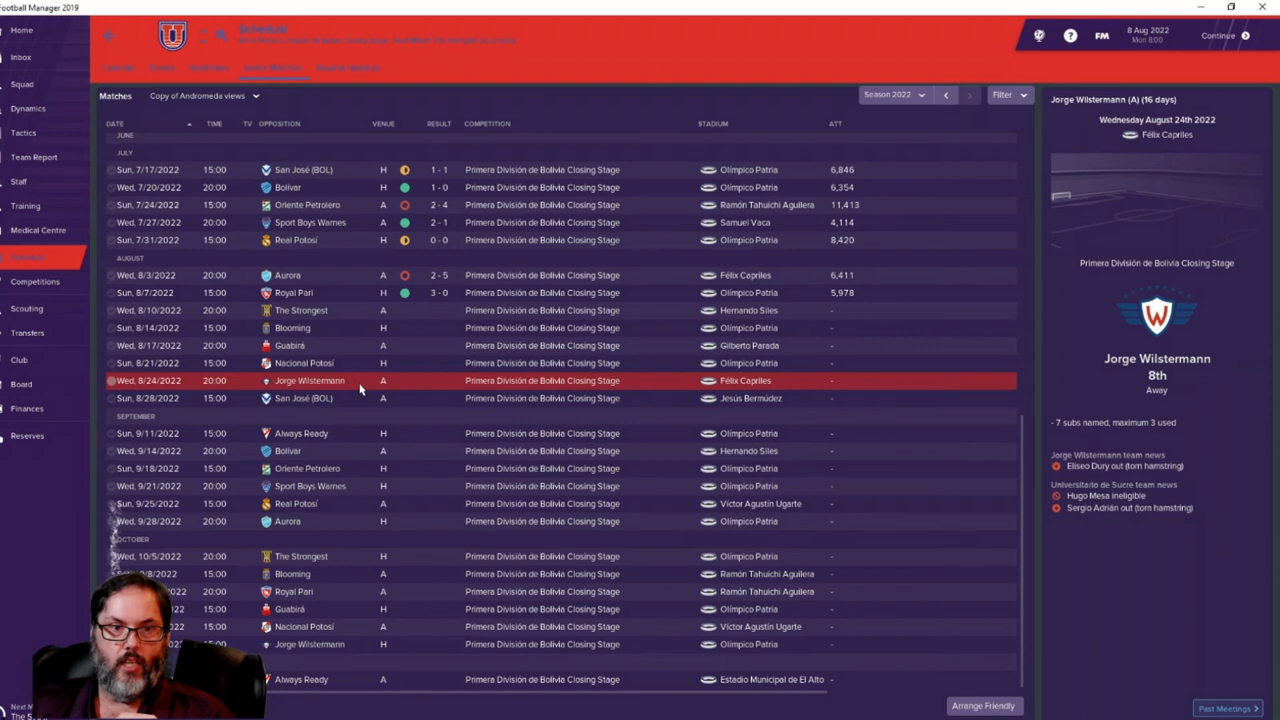 Football Manager 2019
Home
Inbox
Squad
Dynamics
Tactics
Team Report
Staff
Training
Medical Centre
Schedule
Competitions
Scouting
Transfers
Club
Board
Finances
Reserves
Schedule
8 Aug 2022
Mon 8:00
FM
Continue
Matches Copy of Andromeda views
Season 2022
Filter
DATE TIME TV OPPOSITION VENUE RESULT COMPETITION STADIUM ATT
JUNE
JULY
Sun, 7/17/2022 15:00 San José (BOL) H 1 - 1 Primera División de Bolivia Closing Stage Olímpico Patria 6,846
Wed, 7/20/2022 20:00 Bolívar H 1 - 0 Primera División de Bolivia Closing Stage Olímpico Patria 6,354
Sun, 7/24/2022 15:00 Oriente Petrolero A 2 - 4 Primera División de Bolivia Closing Stage Ramón Tahuichi Aguilera 11,413
Wed, 7/27/2022 20:00 Sport Boys Warnes A 2 - 1 Primera División de Bolivia Closing Stage Samuel Vaca 4,114
Sun, 7/31/2022 15:00 Real Potosí H 0 - 0 Primera División de Bolivia Closing Stage Olímpico Patria 8,420
AUGUST
Wed, 8/3/2022 20:00 Aurora A 2 - 5 Primera División de Bolivia Closing Stage Félix Capriles 6,411
Sun, 8/7/2022 15:00 Royal Pari H 3 - 0 Primera División de Bolivia Closing Stage Olímpico Patria 5,978
Wed, 8/10/2022 20:00 The Strongest A Primera División de Bolivia Closing Stage Hernando Siles -
Sun, 8/14/2022 15:00 Blooming H Primera División de Bolivia Closing Stage Olímpico Patria -
Wed, 8/17/2022 20:00 Guabirá A Primera División de Bolivia Closing Stage Gilberto Parada -
Sun, 8/21/2022 15:00 Nacional Potosí H Primera División de Bolivia Closing Stage Olímpico Patria -
Wed, 8/24/2022 20:00 Jorge Wilstermann A Primera División de Bolivia Closing Stage Félix Capriles -
Sun, 8/28/2022 15:00 San José (BOL) A Primera División de Bolivia Closing Stage Jesús Bermúdez -
SEPTEMBER
Sun, 9/11/2022 15:00 Always Ready H Primera División de Bolivia Closing Stage Olímpico Patria -
Wed, 9/14/2022 20:00 Bolívar A Primera División de Bolivia Closing Stage Hernando Siles -
Sun, 9/18/2022 15:00 Oriente Petrolero H Primera División de Bolivia Closing Stage Olímpico Patria -
Wed, 9/21/2022 20:00 Sport Boys Warnes H Primera División de Bolivia Closing Stage Olímpico Patria -
Sun, 9/25/2022 15:00 Real Potosí A Primera División de Bolivia Closing Stage Víctor Agustín Ugarte -
Wed, 9/28/2022 20:00 Aurora H Primera División de Bolivia Closing Stage Olímpico Patria -
OCTOBER
Wed, 10/5/2022 20:00 The Strongest H Primera División de Bolivia Closing Stage Olímpico Patria -
/8/2022 15:00 Blooming A Primera División de Bolivia Closing Stage Ramón Tahuichi Aguilera -
/2022 20:00 Royal Pari A Primera División de Bolivia Closing Stage Ramón Tahuichi Aguilera -
15:00 Guabirá H Primera División de Bolivia Closing Stage Olímpico Patria -
15:00 Nacional Potosí A Primera División de Bolivia Closing Stage Víctor Agustín Ugarte -
15:00 Jorge Wilstermann H Primera División de Bolivia Closing Stage Olímpico Patria -
Always Ready A Primera División de Bolivia Closing Stage Estadio Municipal de El Alto -
Arrange Friendly
Next M
The S
Jorge Wilstermann (A) (16 days)
Wednesday August 24th 2022
Félix Capriles
Primera División de Bolivia Closing Stage
W
Jorge Wilstermann
8th
Away
- 7 subs named, maximum 3 used
Jorge Wilstermann team news
Eliseo Dury out (torn hamstring)
Universitario de Sucre team news
Hugo Mesa ineligible
Sergio Adrián out (torn hamstring)
Past Meetings